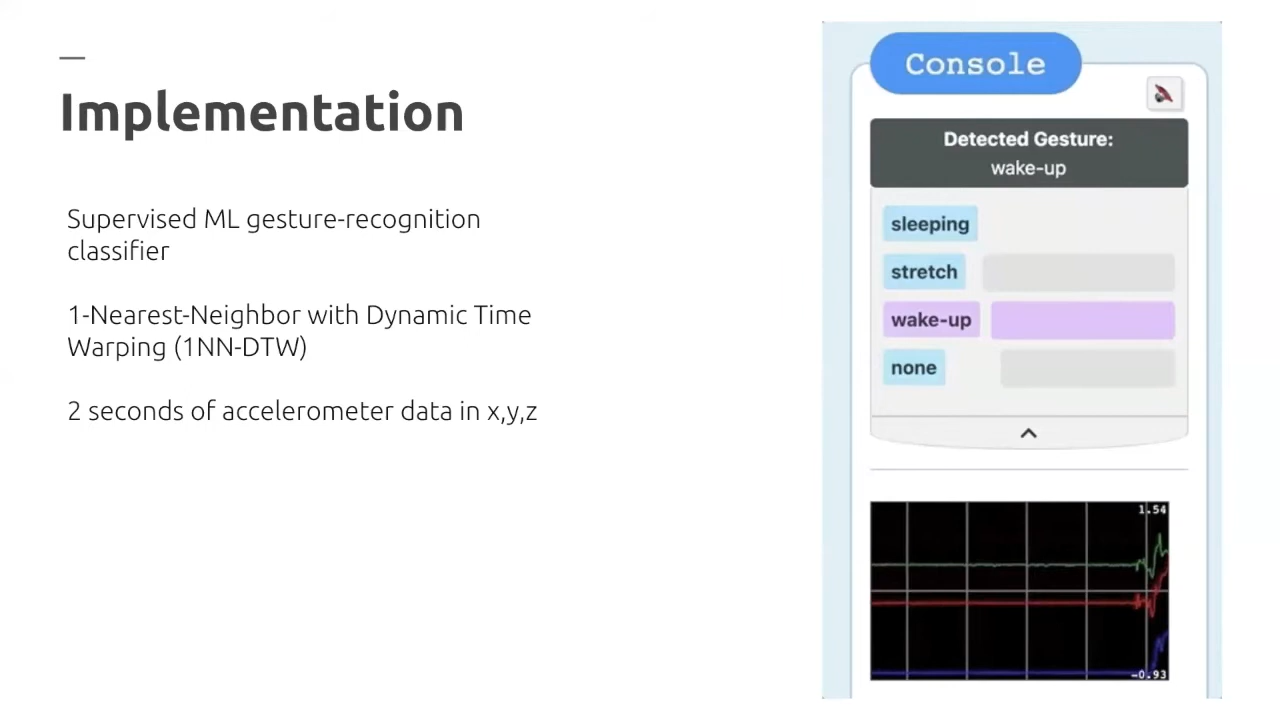 Implementation
Supervised ML gesture-recognition
classifier
1-Nearest-Neighbor with Dynamic Time
Warping (1NN-DTW)
2 seconds of accelerometer data in x,y,z
Console
Detected Gesture:
wake-up
sleeping
stretch
wake-up
none
1.54
-0.93